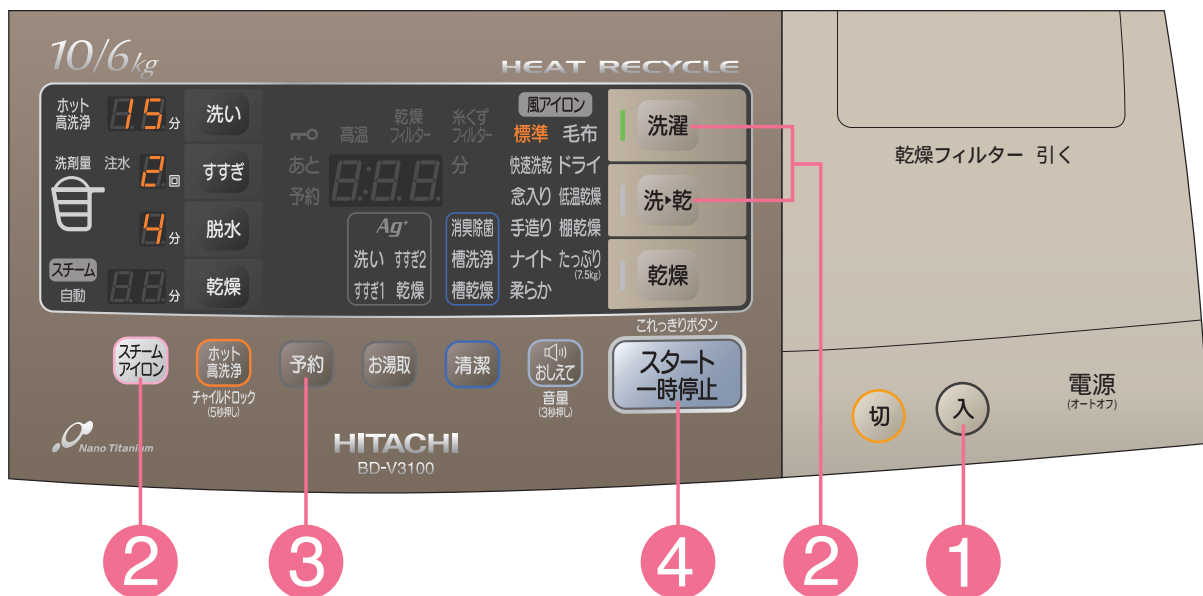 10/6kg
HEAT RECYCLE
ホット
高洗浄
15 分
洗い
洗剤量 注水 2 回
すすぎ
4 分
脱水
スチーム
自動
88 分
乾燥
高温
乾燥
フィルター
糸くず
フィルター
あと
予約
8:8.8
分
Ag+
洗い すすぎ2
すすぎ1 乾燥
消臭除菌
槽洗浄
槽乾燥
風アイロン
標準 毛布
快速洗乾 ドライ
念入り 低温乾燥
手造り 棚乾燥
ナイト たっぷり
(7.5kg)
柔らか
洗濯
洗▸乾
乾燥
乾燥フィルター 引く
スチーム
アイロン
ホット
高洗浄
チャイルドロック
(5秒押し)
予約
お湯取
清潔
おしえて
音量
(3秒押し)
これっきりボタン
スタート
一時停止
切
入
電源
(オートオフ)
Nano Titanium
HITACHI
BD-V3100
2
3
4
2
1